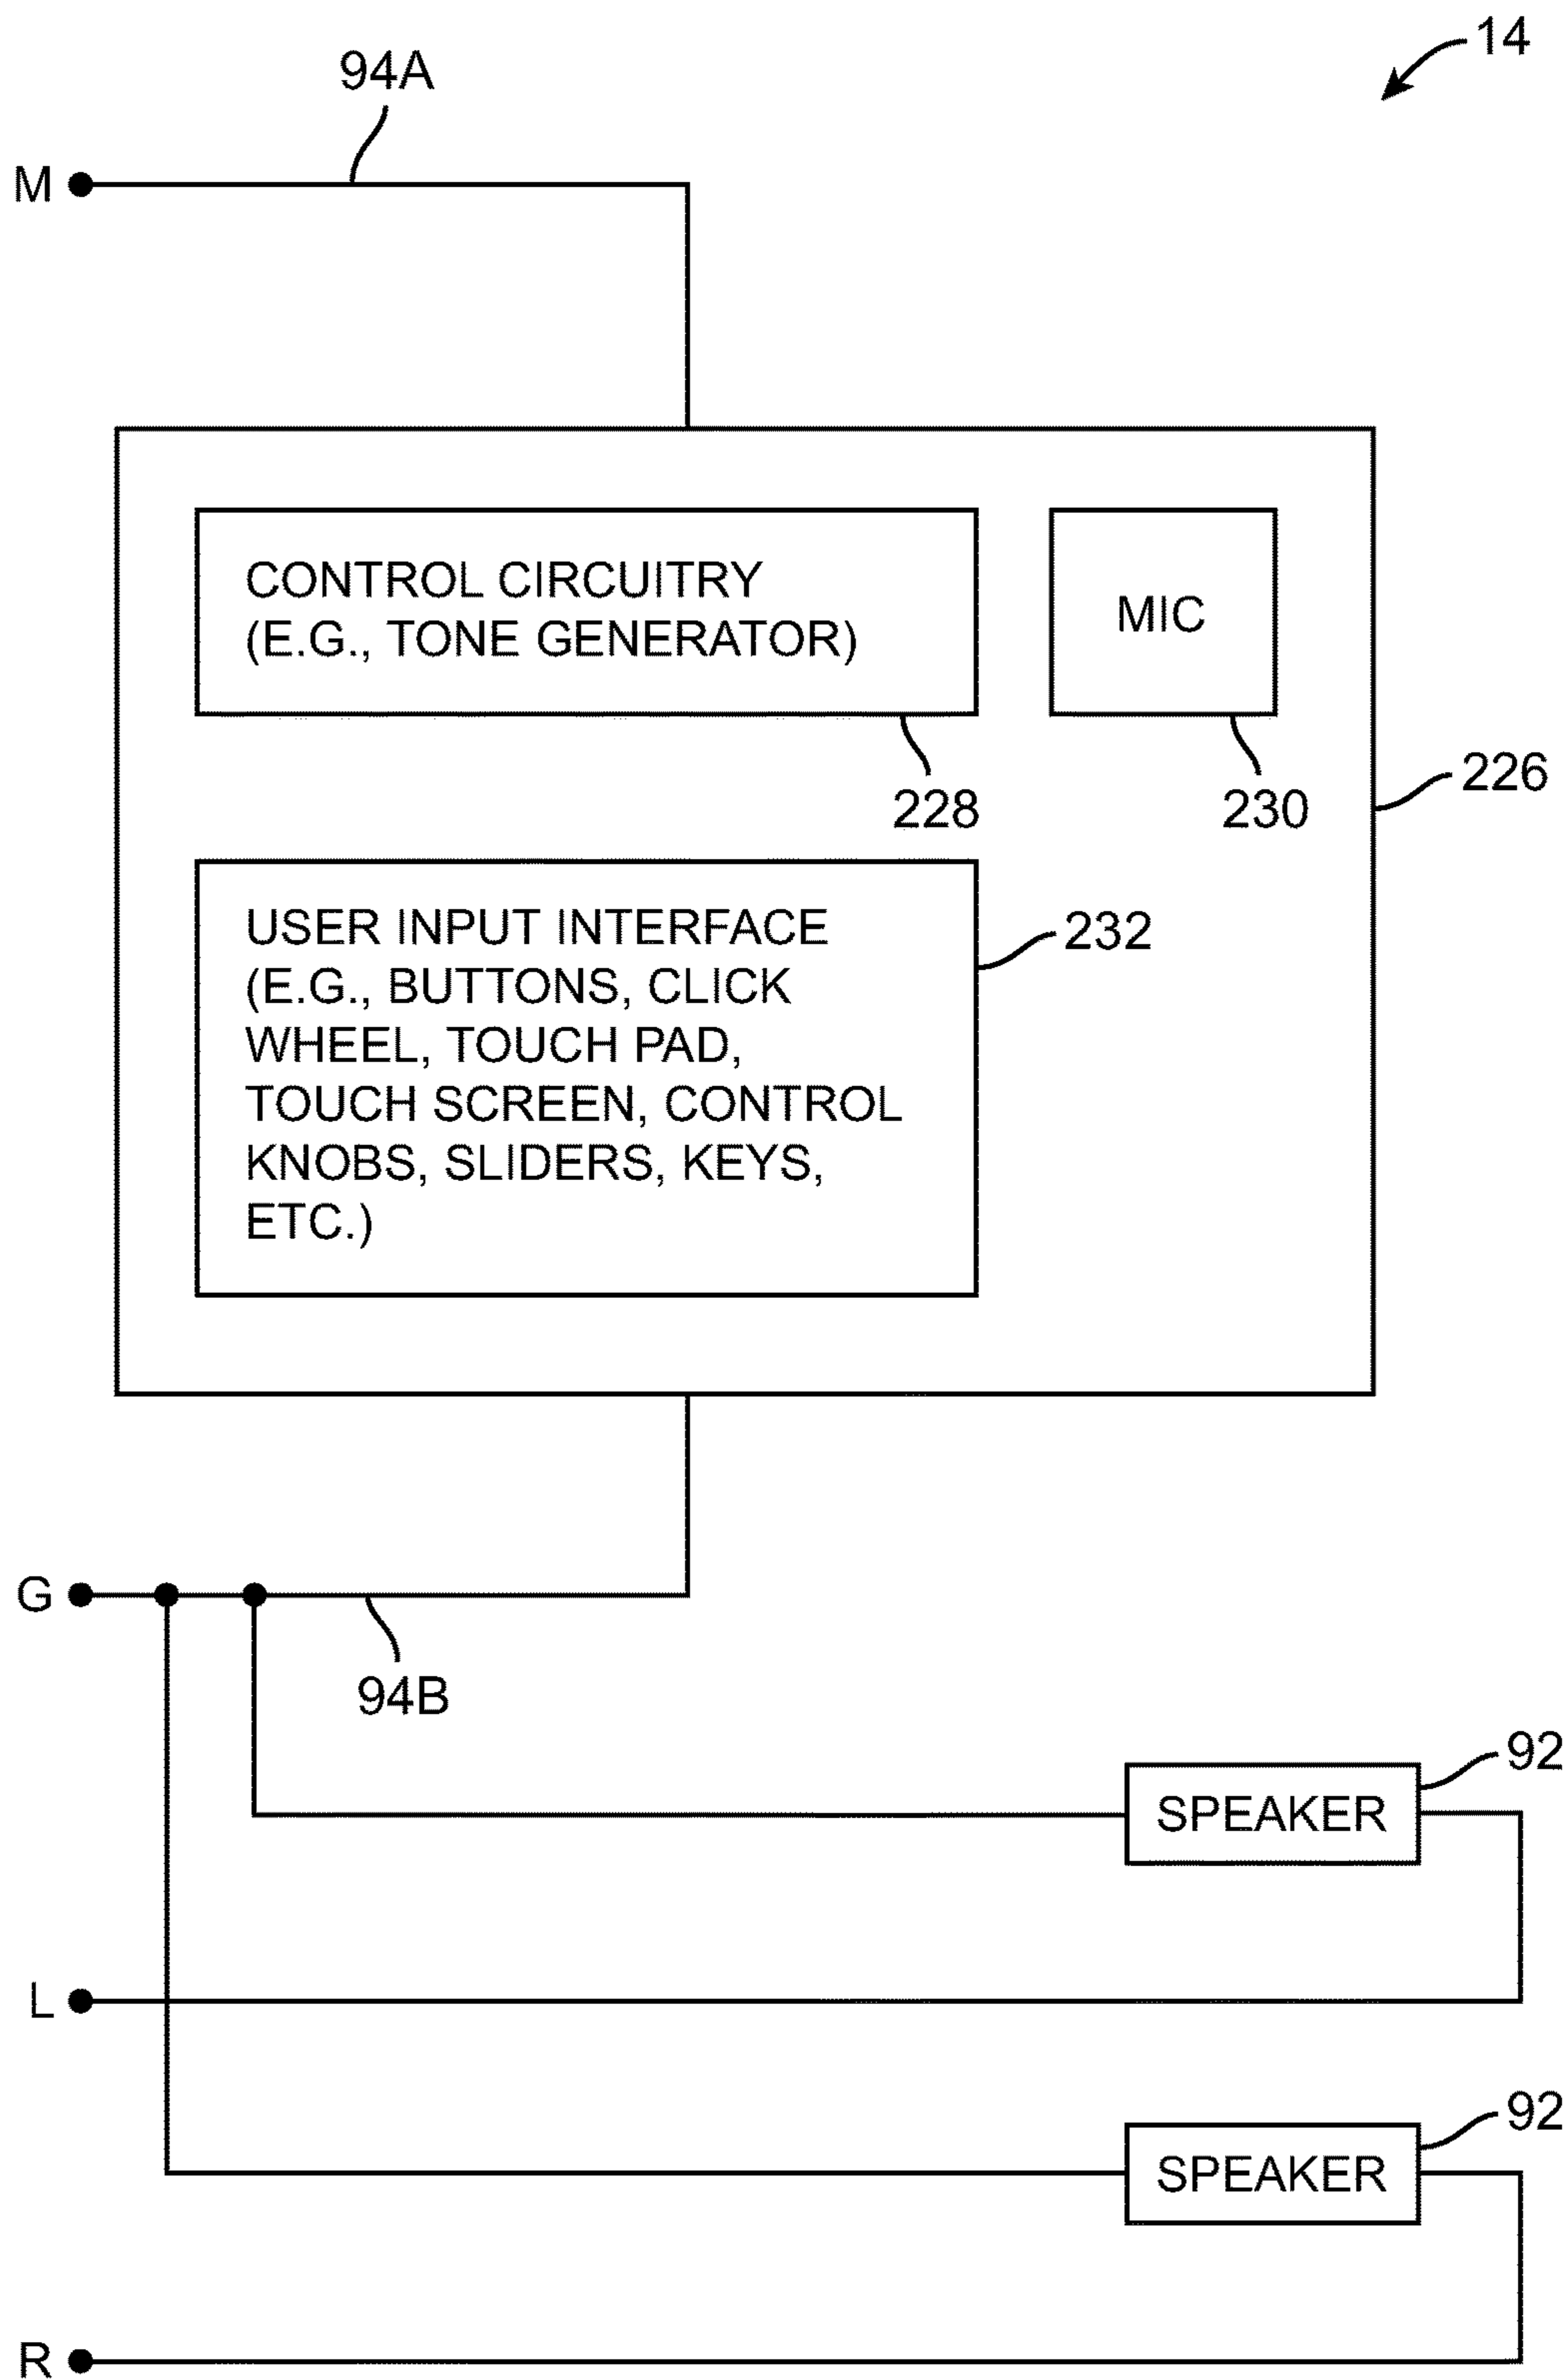 14
94A
M
CONTROL CIRCUITRY
(E.G., TONE GENERATOR)
MIC
228
230
226
USER INPUT INTERFACE
(E.G., BUTTONS, CLICK
WHEEL, TOUCH PAD,
TOUCH SCREEN, CONTROL
KNOBS, SLIDERS, KEYS,
ETC.)
232
G
94B
92
SPEAKER
L
92
SPEAKER
R